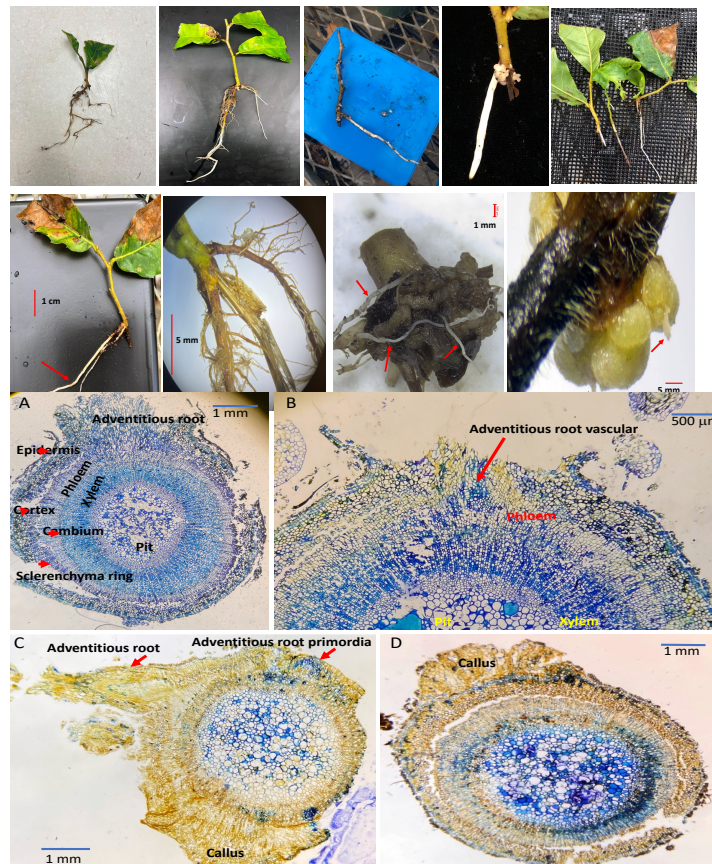 1 mm
1 cm
5 mm
5 mm
A
Adventitious root
1 mm
Epidermis
Phloem
Xylem
Cortex
Cambium
Pit
Sclerenchyma ring
B
500 µm
Adventitious root vascular
Phloem
Pit
Xylem
C
Adventitious root
Adventitious root primordia
Callus
1 mm
D
Callus
1 mm